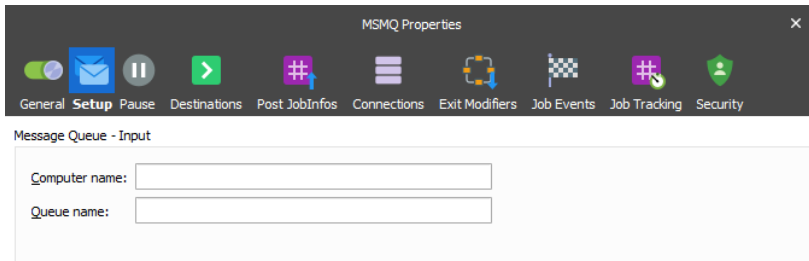 MSMQ Properties
General Setup Pause Destinations Post JobInfos Connections Exit Modifiers Job Events Job Tracking Security
Message Queue - Input
Computer name:
Queue name: